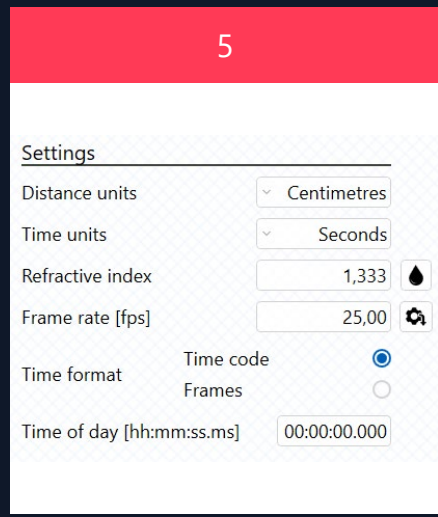 5
Settings
Distance units Centimetres
Time units Seconds
Refractive index 1,333
Frame rate [fps] 25,00
Time format
Time code
Frames
Time of day [hh:mm:ss.ms] 00:00:00.000